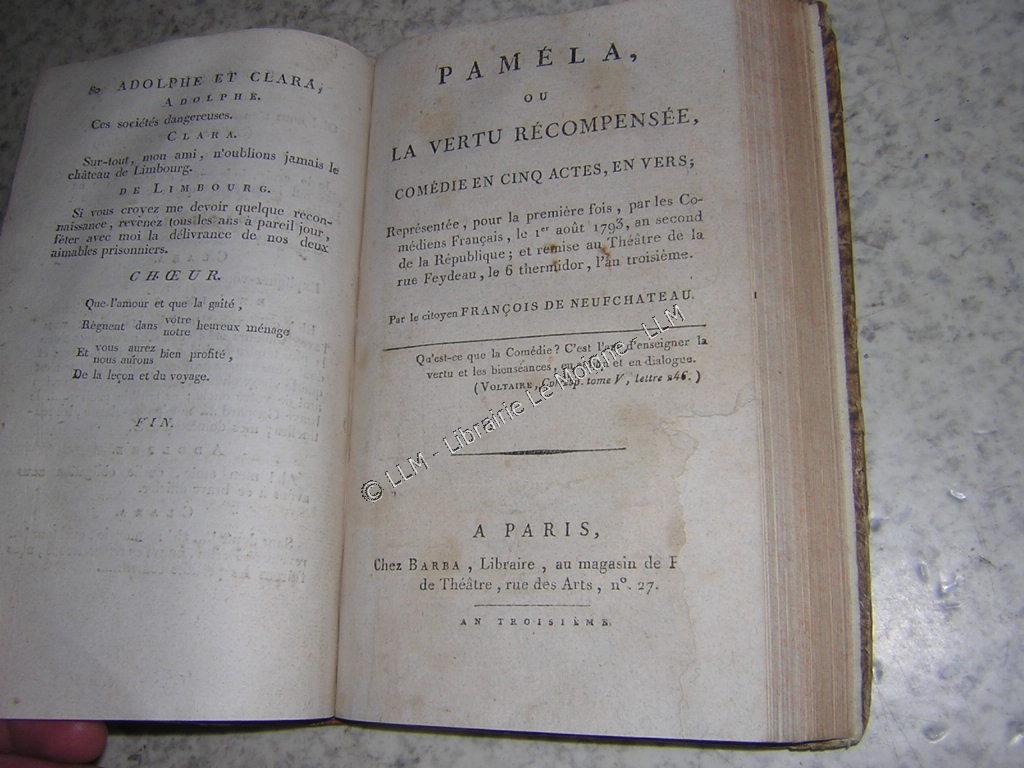 80 ADOLPHE ET CLARA,
ADOLPHE.
Ces sociétés dangereuses.
CLARA.
Sur-tout, mon ami, n'oublions jamais le
château de Limbourg.
DE LIMBOURG.
Si vous croyez me devoir quelque recon-
naissance, revenez tous les ans à pareil jour,
fêter avec moi la délivrance de nos deux
aimables prisonniers.
CHŒUR.
Que l'amour et que la gaîté,
Règnent dans votre heureux ménage
notre
Et vous aurez bien profité,
nous aurons
De la leçon et du voyage.
FIN.
PAMÉLA,
OU
LA VERTU RÉCOMPENSÉE,
COMÉDIE EN CINQ ACTES, EN VERS;
Représentée, pour la première fois, par les Co-
médiens Français, le 1er août 1793, an second
de la République; et remise au Théâtre de la
rue Feydeau, le 6 thermidor, l'an troisième.
Par le citoyen FRANÇOIS DE NEUFCHATEAU.
Qu'est-ce que la Comédie? C'est l'art d'enseigner la
vertu et les bienséances, en et en dialogue.
(VOLTAIRE, tome V, lettre 246.)
A PARIS,
Chez BARBA, Libraire, au magasin de
de Théâtre, rue des Arts, n°. 27.
AN TROISIÈME.
© LLM - Librairie Le Moigne - LLM